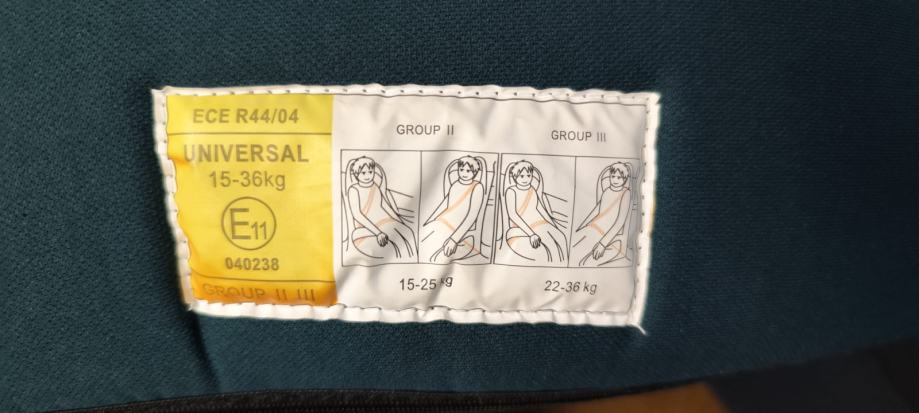 ECE R44/04
UNIVERSAL
15-36kg
E11
040238
GROUP II III
GROUP II
15-25 kg
GROUP III
22-36 kg